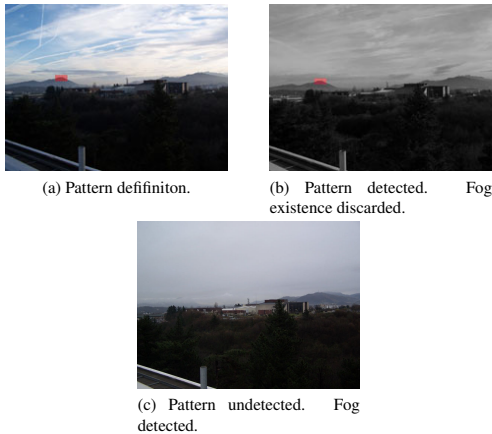 (a) Pattern defifiniton.
(b) Pattern detected. Fog
existence discarded.
(c) Pattern undetected. Fog
detected.